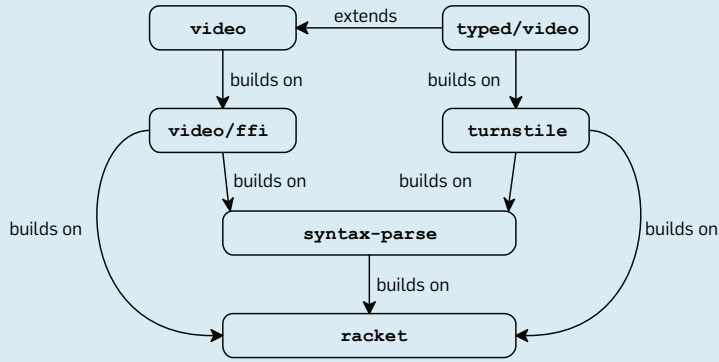 extends
video
typed/video
builds on
builds on
video/ffi
turnstile
builds on
builds on
builds on
builds on
syntax-parse
builds on
racket